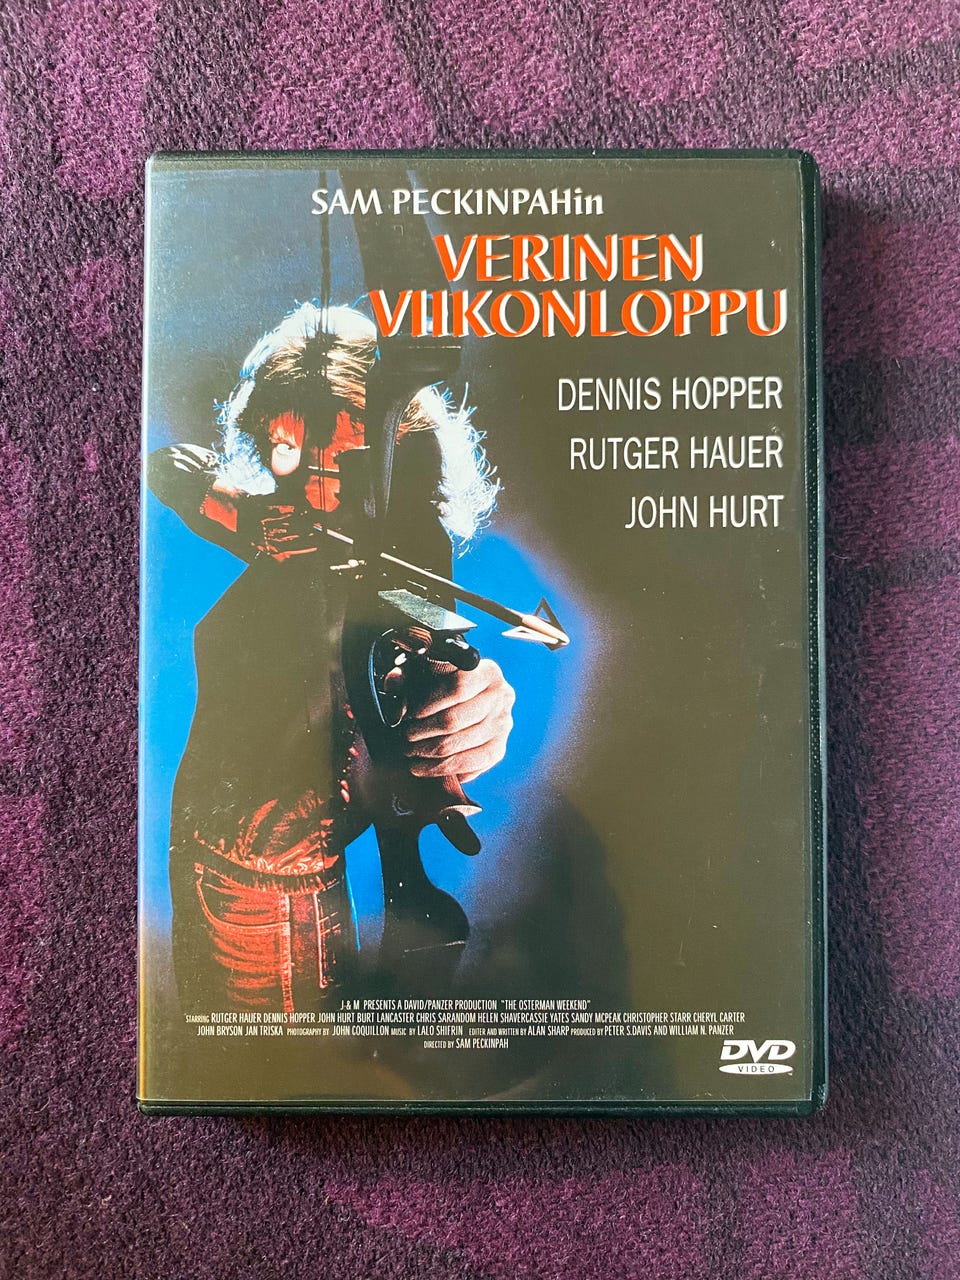 SAM PECKINPAHin
VERINEN
VIIKONLOPPU
DENNIS HOPPER
RUTGER HAUER
JOHN HURT
J-& M PRESENTS A DAVID/PANZER PRODUCTION "THE OSTERMAN WEEKEND"
STARRING RUTGER HAUER DENNIS HOPPER JOHN HURT BURT LANCASTER CHRIS SARANDOM HELEN SHAVERCASSIE YATES SANDY MCPEAK CHRISTOPHER STARR CHERYL CARTER
JOHN BRYSON JAN TRISKA PHOTOGRAPHY BY JOHN COQUILLON MUSIC BY LALO SHIFRIN EDITER AND WRITTEN BY ALAN SHARP PRODUCED BY PETER S.DAVIS AND WILLIAM N. PANZER
DIRECTED BY SAM PECKINPAH
DVD
VIDEO